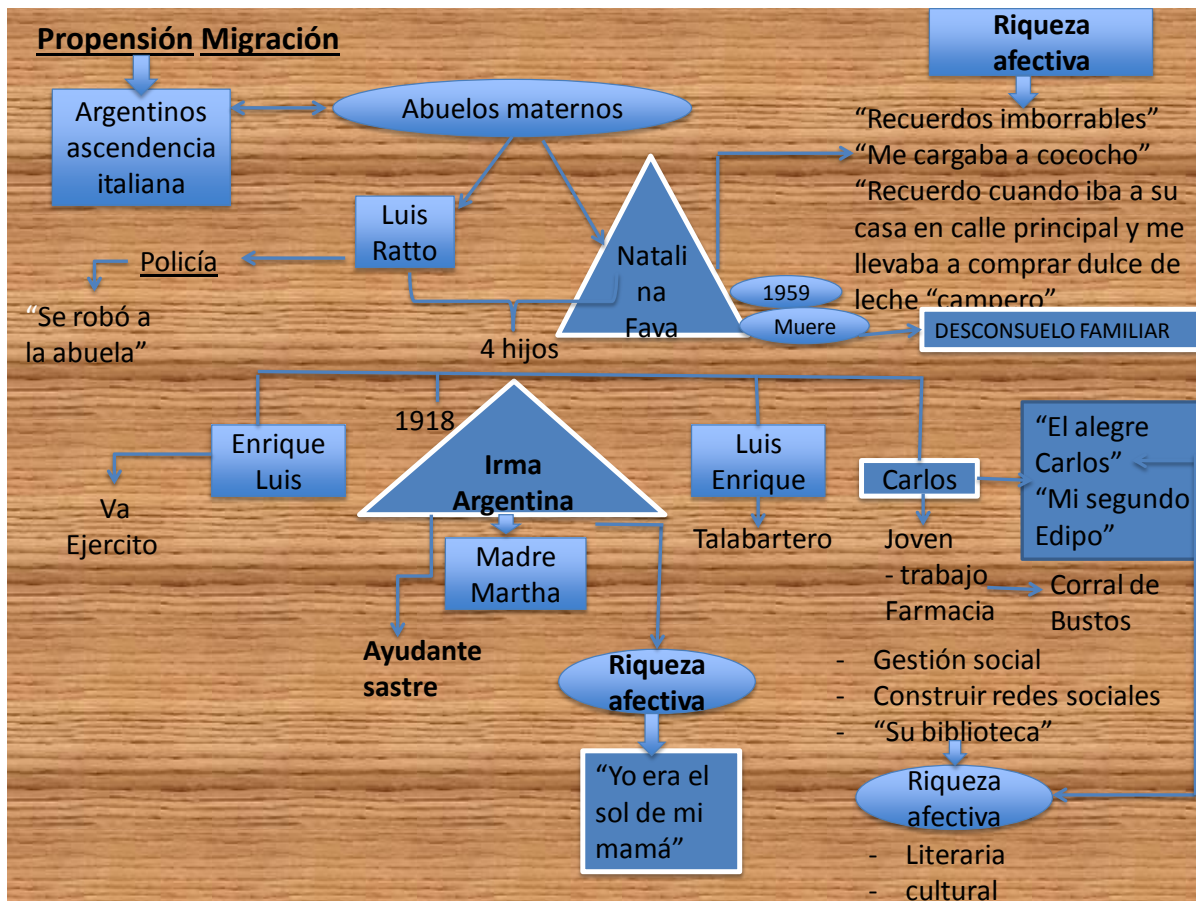 Propensión Migración
Argentinos
ascendencia
italiana
Abuelos maternos
Riqueza
afectiva
“Recuerdos imborrables”
“Me cargaba a cococho”
“Recuerdo cuando iba a su
casa en calle principal y me
llevaba a comprar dulce de
leche “campero”
Luis
Ratto
Policía
“Se robó a
la abuela”
Natali
na
Fava
1959
Muere
DESCONSUELO FAMILIAR
4 hijos
1918
Enrique
Luis
Va
Ejercito
Irma
Argentina
Madre
Martha
Ayudante
sastre
Riqueza
afectiva
“Yo era el
sol de mi
mamá”
Luis
Enrique
Talabartero
Carlos
“El alegre
Carlos”
“Mi segundo
Edipo”
Joven
- trabajo
Farmacia
Corral de
Bustos
- Gestión social
- Construir redes sociales
- “Su biblioteca”
Riqueza
afectiva
- Literaria
- cultural